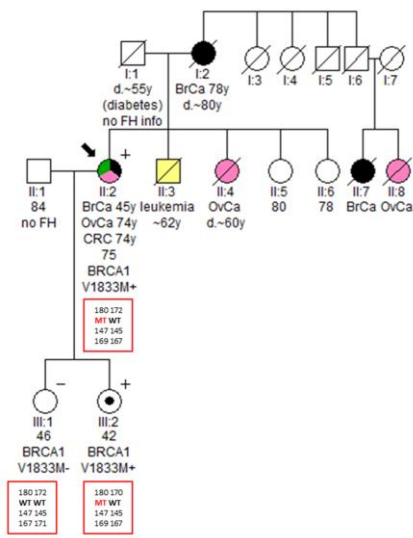 I:1
d.~55y
(diabetes)
no FH info
I:2
BrCa 78y
d.~80y
I:3
I:4
I:5
I:6
I:7
II:1
84
no FH
+
II:2
BrCa 45y
OvCa 74y
CRC 74y
75
BRCA1
V1833M+
180 172
MT WT
147 145
169 167
II:3
leukemia
~62y
II:4
OvCa
d.~60y
II:5
80
II:6
78
II:7
BrCa
II:8
OvCa
–
III:1
46
BRCA1
V1833M-
180 172
WT WT
147 145
167 171
+
III:2
42
BRCA1
V1833M+
180 170
MT WT
147 145
169 167